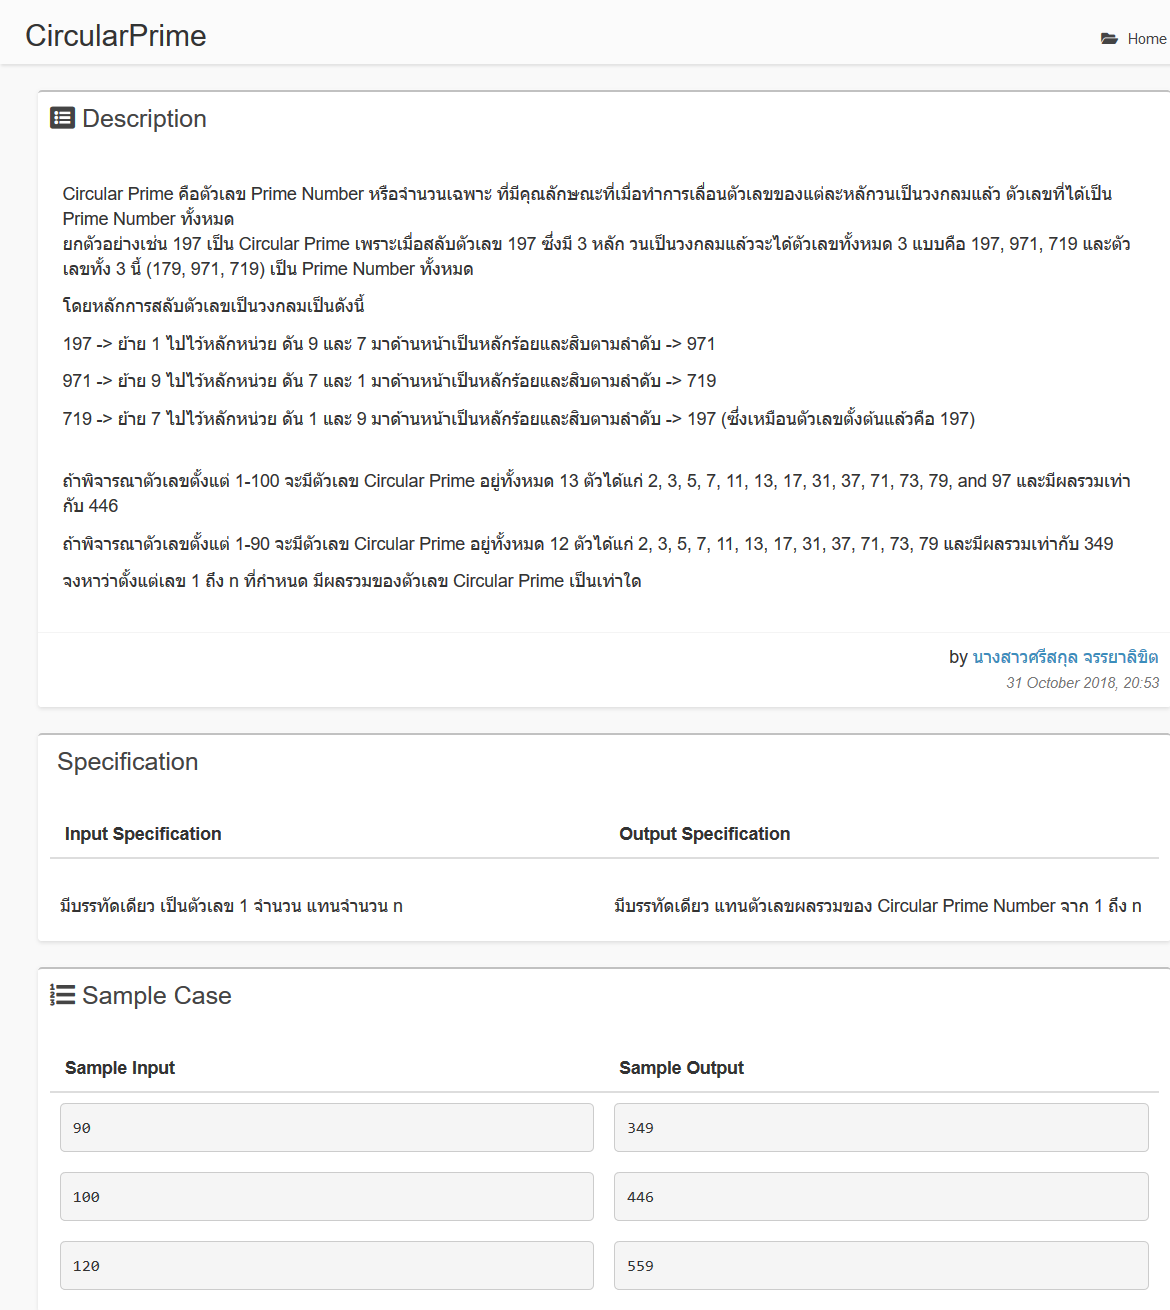 CircularPrime
Home
Description
Circular Prime คือตัวเลข Prime Number หรือจำนวนเฉพาะ ที่มีคุณลักษณะที่เมื่อทำการเลื่อนตัวเลขของแต่ละหลักวนเป็นวงกลมแล้ว ตัวเลขที่ได้เป็น
Prime Number ทั้งหมด
ยกตัวอย่างเช่น 197 เป็น Circular Prime เพราะเมื่อสลับตัวเลข 197 ซึ่งมี 3 หลัก วนเป็นวงกลมแล้วจะได้ตัวเลขทั้งหมด 3 แบบคือ 197, 971, 719 และตัว
เลขทั้ง 3 นี้ (179, 971, 719) เป็น Prime Number ทั้งหมด
โดยหลักการสลับตัวเลขเป็นวงกลมเป็นดังนี้
197 -> ย้าย 1 ไปไว้หลักหน่วย ดัน 9 และ 7 มาด้านหน้าเป็นหลักร้อยและสิบตามลำดับ -> 971
971 -> ย้าย 9 ไปไว้หลักหน่วย ดัน 7 และ 1 มาด้านหน้าเป็นหลักร้อยและสิบตามลำดับ -> 719
719 -> ย้าย 7 ไปไว้หลักหน่วย ดัน 1 และ 9 มาด้านหน้าเป็นหลักร้อยและสิบตามลำดับ -> 197 (ซึ่งเหมือนตัวเลขตั้งต้นแล้วคือ 197)
ถ้าพิจารณาตัวเลขตั้งแต่ 1-100 จะมีตัวเลข Circular Prime อยู่ทั้งหมด 13 ตัวได้แก่ 2, 3, 5, 7, 11, 13, 17, 31, 37, 71, 73, 79, and 97 และมีผลรวมเท่า
กับ 446
ถ้าพิจารณาตัวเลขตั้งแต่ 1-90 จะมีตัวเลข Circular Prime อยู่ทั้งหมด 12 ตัวได้แก่ 2, 3, 5, 7, 11, 13, 17, 31, 37, 71, 73, 79 และมีผลรวมเท่ากับ 349
จงหาว่าตั้งแต่เลข 1 ถึง n ที่กำหนด มีผลรวมของตัวเลข Circular Prime เป็นเท่าใด
by นางสาวศรีสกุล จรรยาลิขิต
31 October 2018, 20:53
Specification
Input Specification
Output Specification
มีบรรทัดเดียว เป็นตัวเลข 1 จำนวน แทนจำนวน n
มีบรรทัดเดียว แทนตัวเลขผลรวมของ Circular Prime Number จาก 1 ถึง n
Sample Case
Sample Input
Sample Output
90
349
100
446
120
559